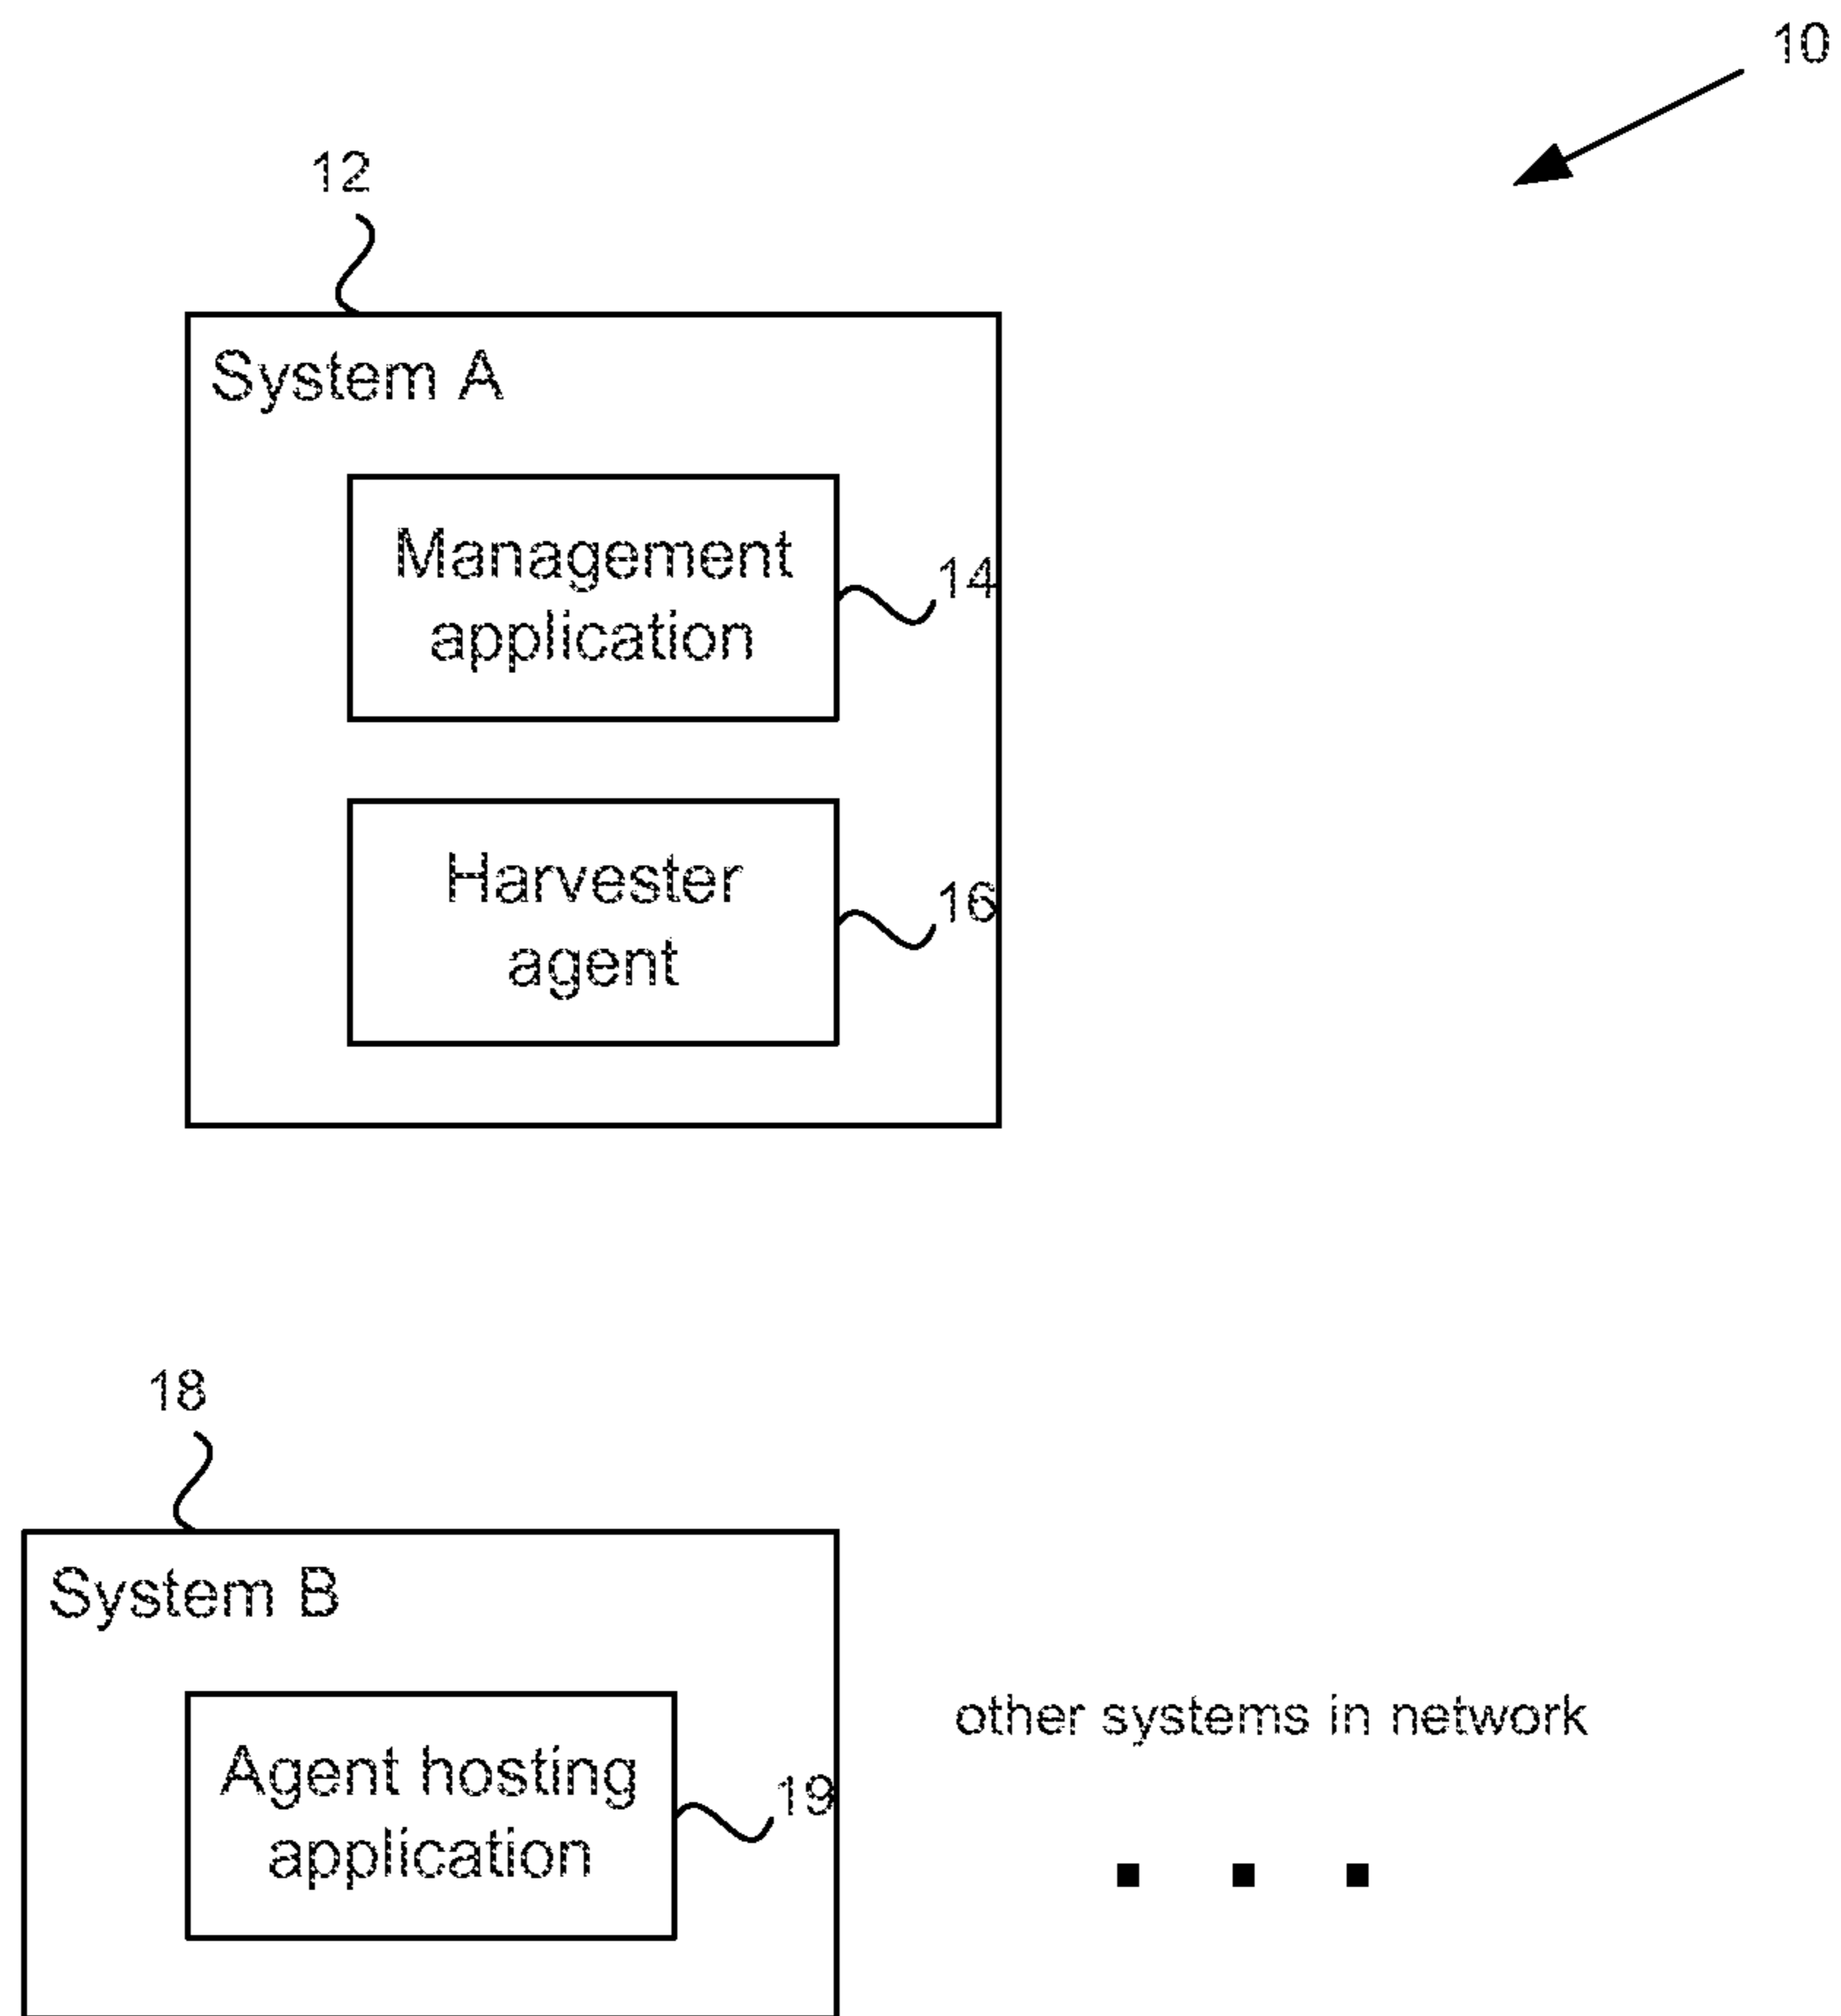 10
12
System A
Management
application
14
Harvester
agent
16
18
System B
Agent hosting
application
19
other systems in network